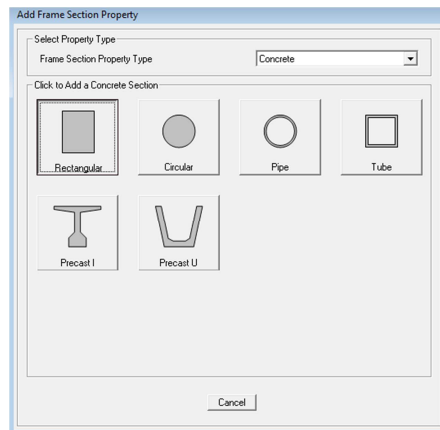 Add Frame Section Property
Select Property Type
Frame Section Property Type
Concrete
Click to Add a Concrete Section
Rectangular
Circular
Pipe
Tube
Precast I
Precast U
Cancel